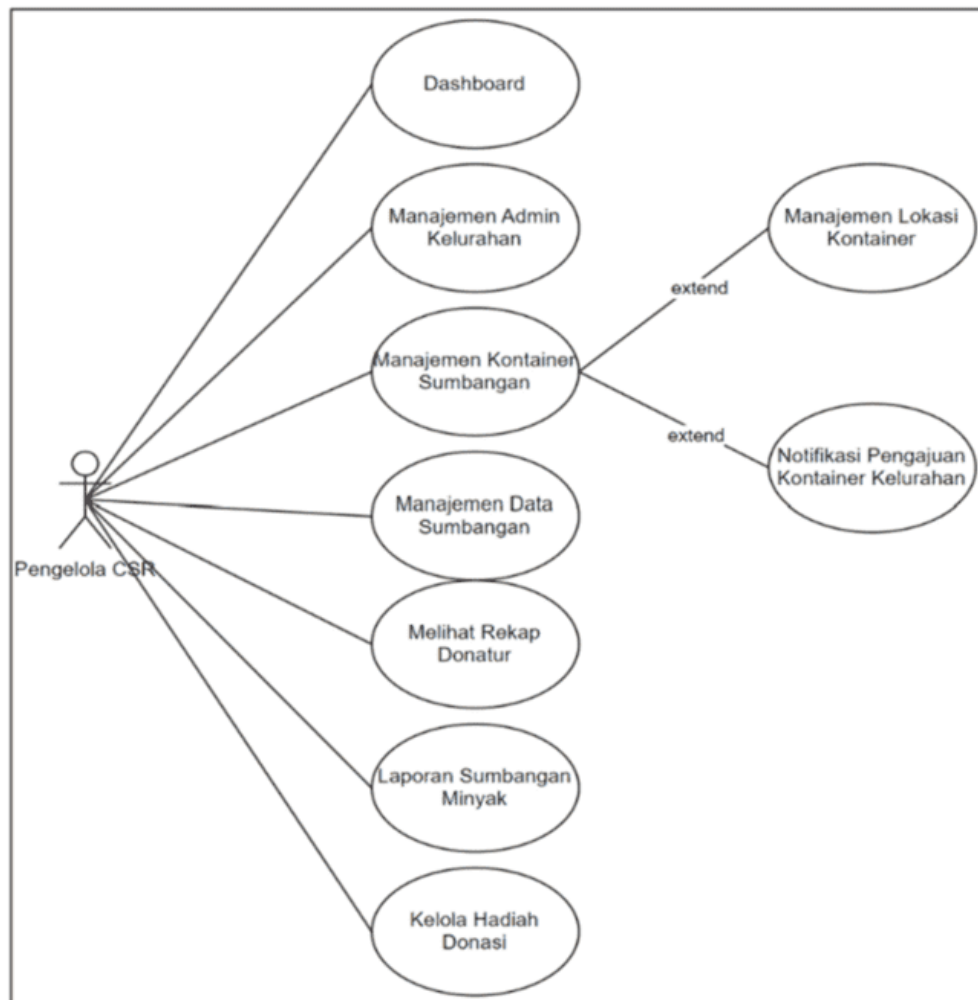 Dashboard
Manajemen Admin
Kelurahan
Manajemen Lokasi
Kontainer
extend
Manajemen Kontainer
Sumbangan
extend
Notifikasi Pengajuan
Kontainer Kelurahan
Manajemen Data
Sumbangan
Pengelola CSR
Melihat Rekap
Donatur
Laporan Sumbangan
Minyak
Kelola Hadiah
Donasi